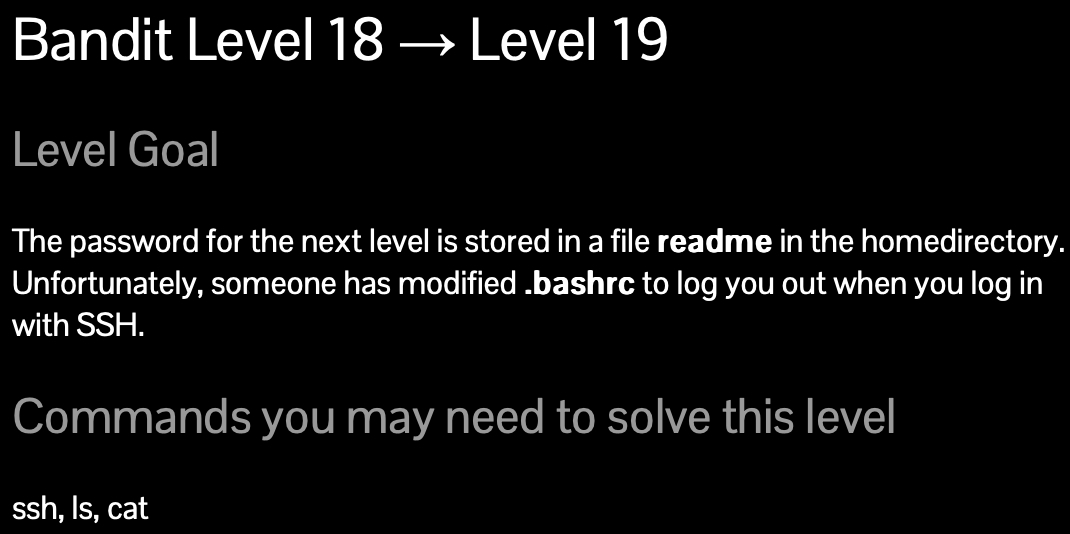 Bandit Level 18 → Level 19
Level Goal
The password for the next level is stored in a file readme in the homedirectory.
Unfortunately, someone has modified .bashrc to log you out when you log in
with SSH.
Commands you may need to solve this level
ssh, ls, cat